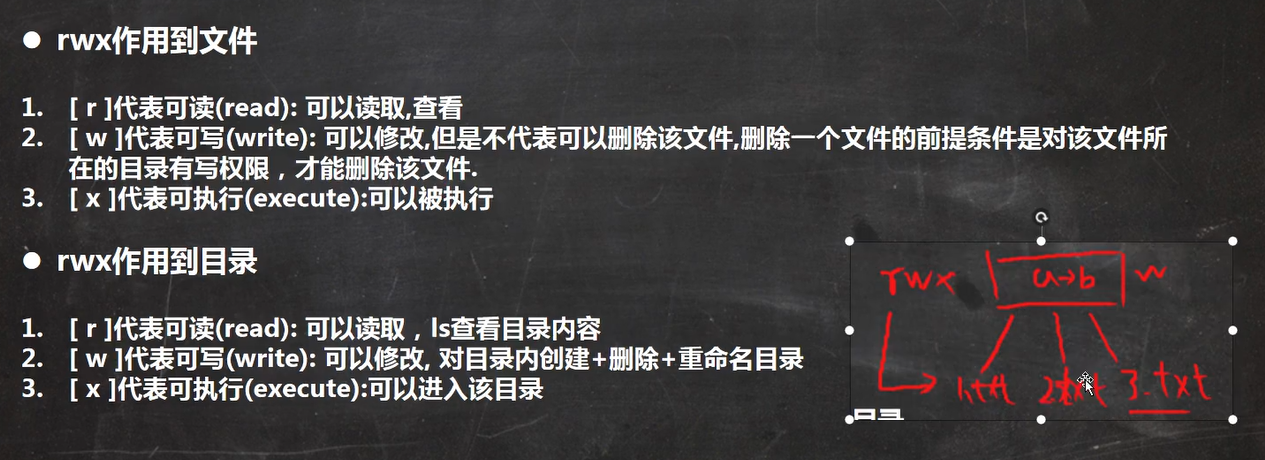 ● rwx作用到文件
1. [ r ]代表可读(read): 可以读取,查看
2. [ w ]代表可写(write): 可以修改,但是不代表可以删除该文件,删除一个文件的前提条件是对该文件所
在的目录有写权限，才能删除该文件.
3. [ x ]代表可执行(execute):可以被执行
● rwx作用到目录
1. [ r ]代表可读(read): 可以读取，ls查看目录内容
2. [ w ]代表可写(write): 可以修改, 对目录内创建+删除+重命名目录
3. [ x ]代表可执行(execute):可以进入该目录
rwx a→b w
1.txt 2.txt 3.txt
目录